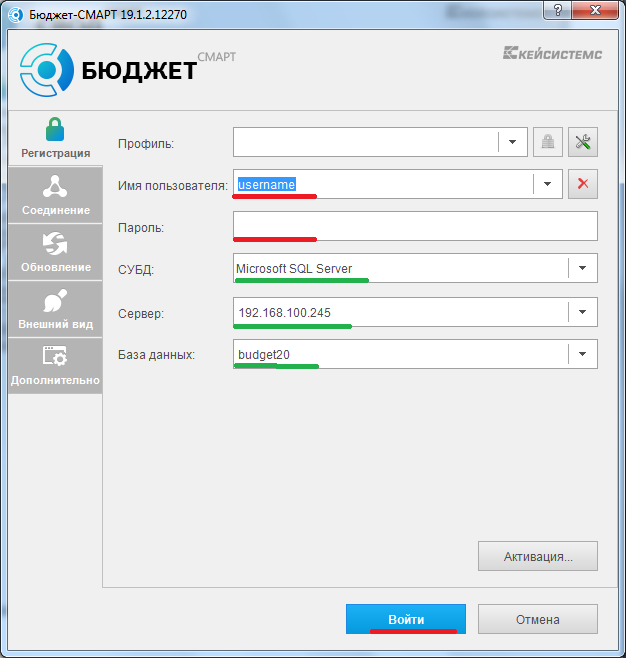 Бюджет-СМАРТ 19.1.2.12270
?
БЮДЖЕТ СМАРТ
КЕЙСИСТЕМС
Регистрация
Соединение
Обновление
Внешний вид
Дополнительно
Профиль:
Имя пользователя: username
Пароль:
СУБД: Microsoft SQL Server
Сервер: 192.168.100.245
База данных: budget20
Активация...
Войти
Отмена